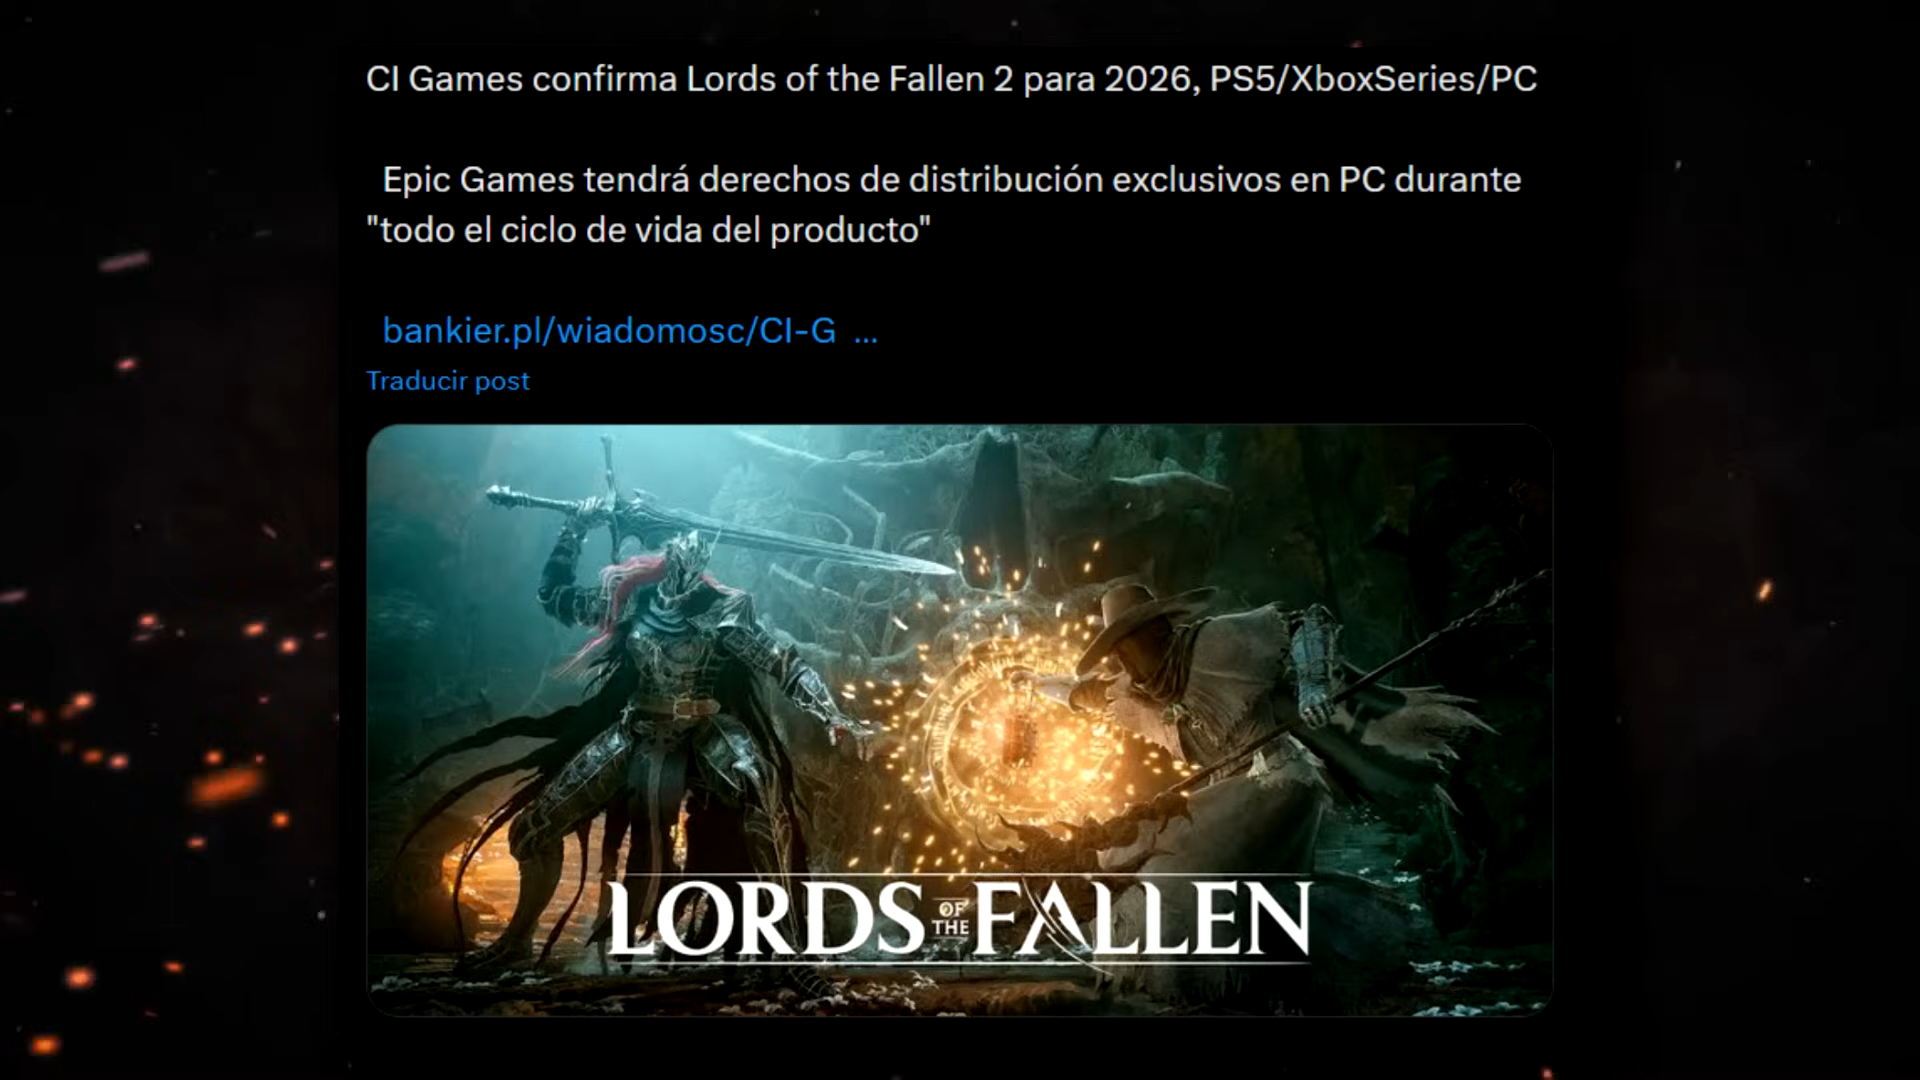 CI Games confirma Lords of the Fallen 2 para 2026, PS5/XboxSeries/PC
Epic Games tendrá derechos de distribución exclusivos en PC durante
"todo el ciclo de vida del producto"
bankier.pl/wiadomosc/CI-G ...
Traducir post
LORDS OF THE FALLEN